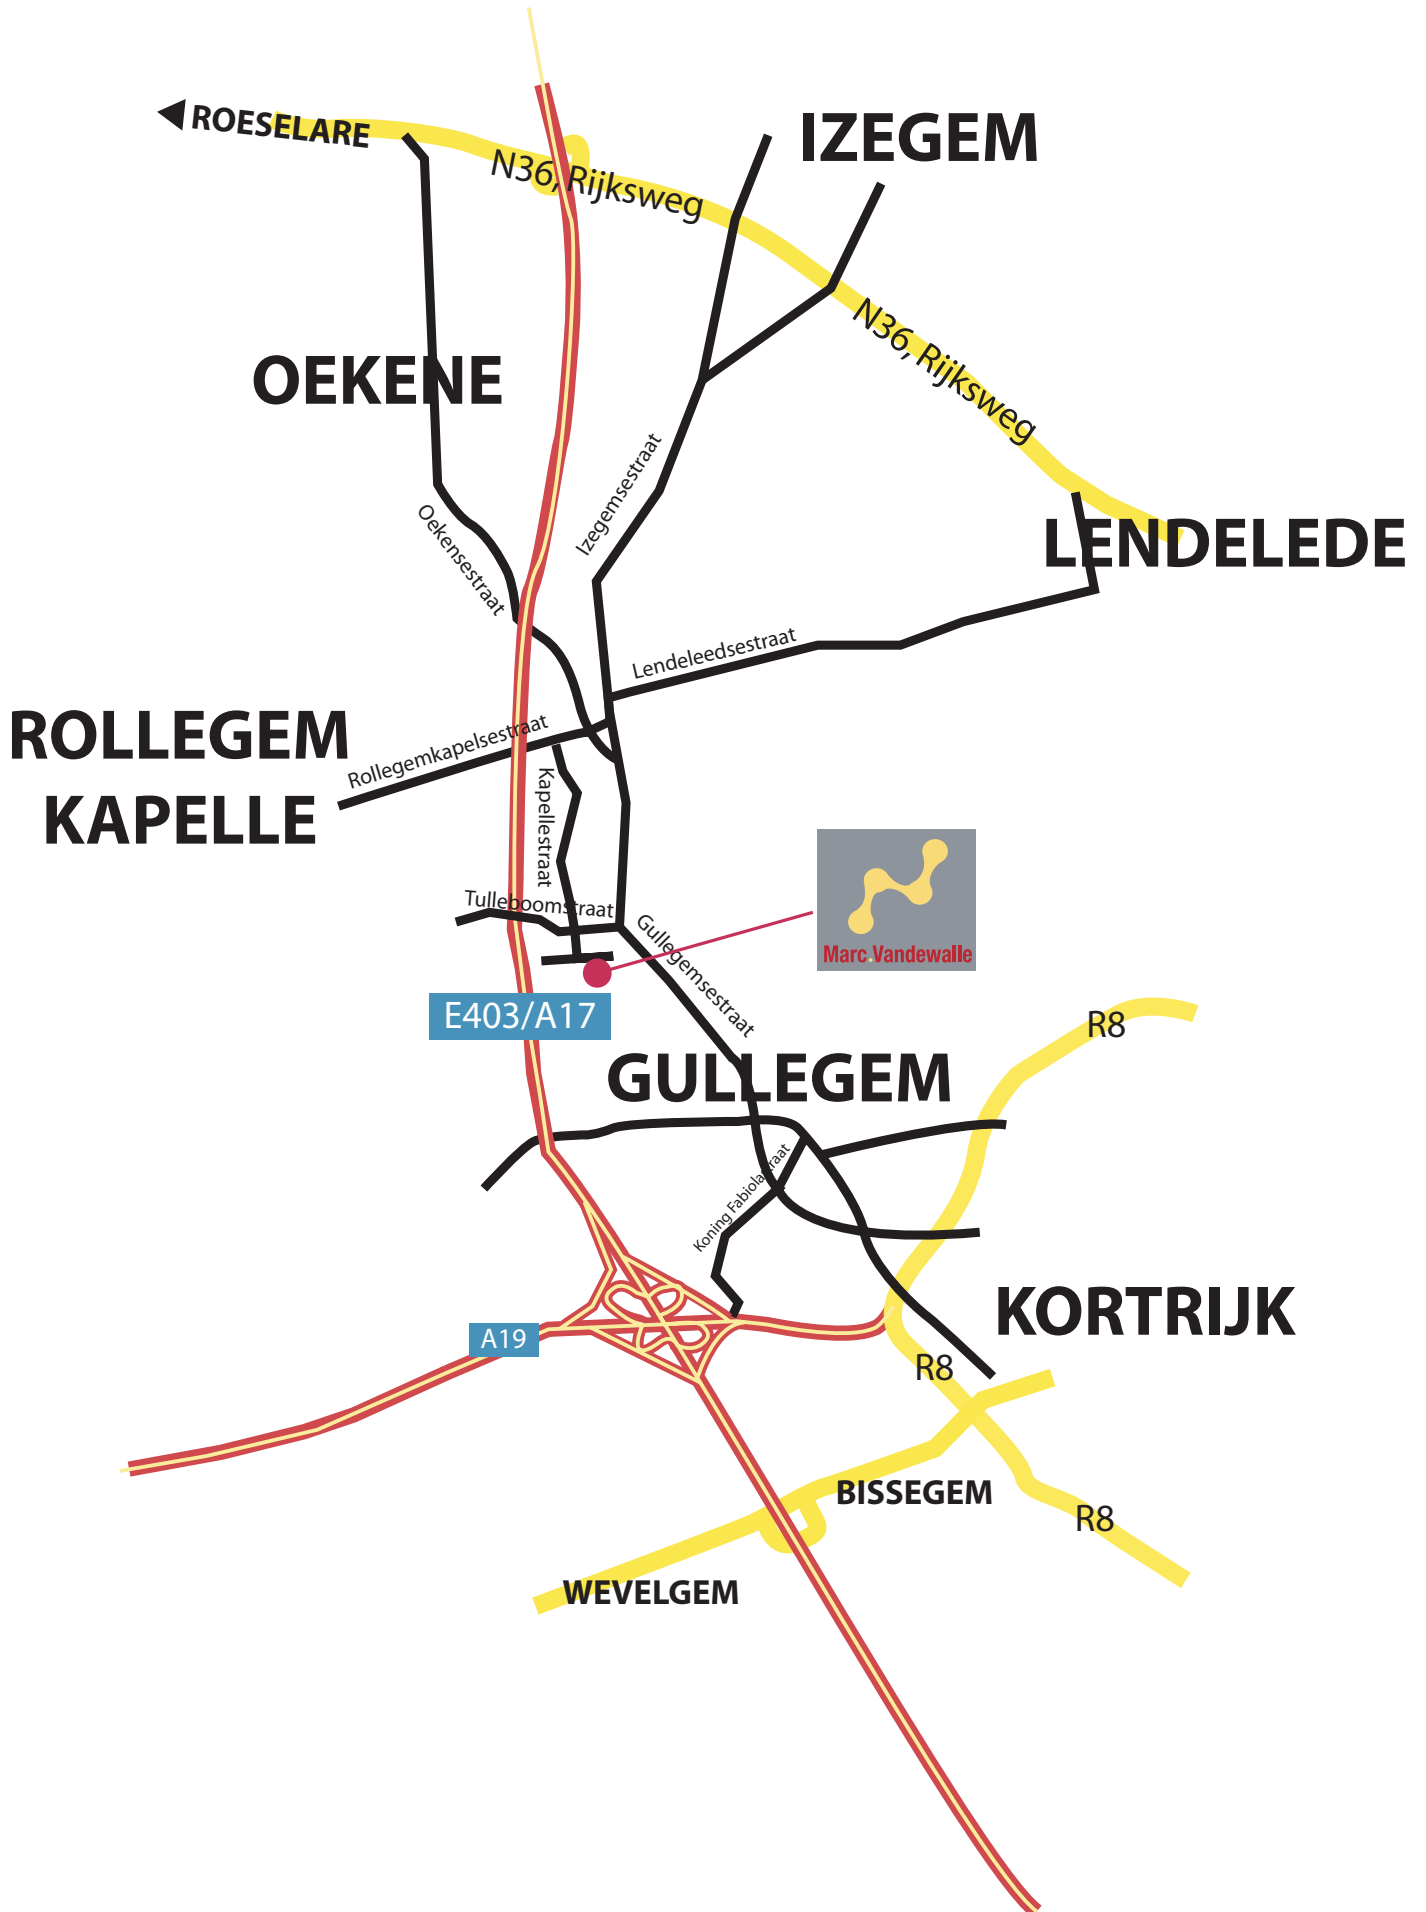 ROESELARE
IZEGEM
N36, Rijksweg
N36, Rijksweg
OEKENE
Izegemsestraat
Oekensestraat
LENDELEDE
Lendeleedsestraat
ROLLEGEM
KAPELLE
Rollegemkapelsestraat
Kapellestraat
Tulleboomstraat
Gullegemsestraat
Marc.Vandewalle
E403/A17
R8
GULLEGEM
Koning Fabiolastraat
KORTRIJK
A19
R8
BISSEGEM
R8
WEVELGEM